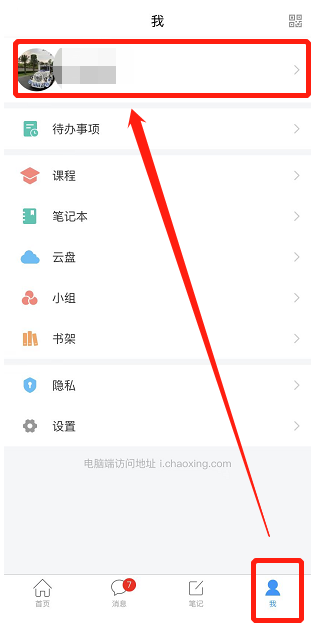 我
待办事项
课程
笔记本
云盘
小组
书架
隐私
设置
电脑端访问地址 i.chaoxing.com
7
首页
消息
笔记
我